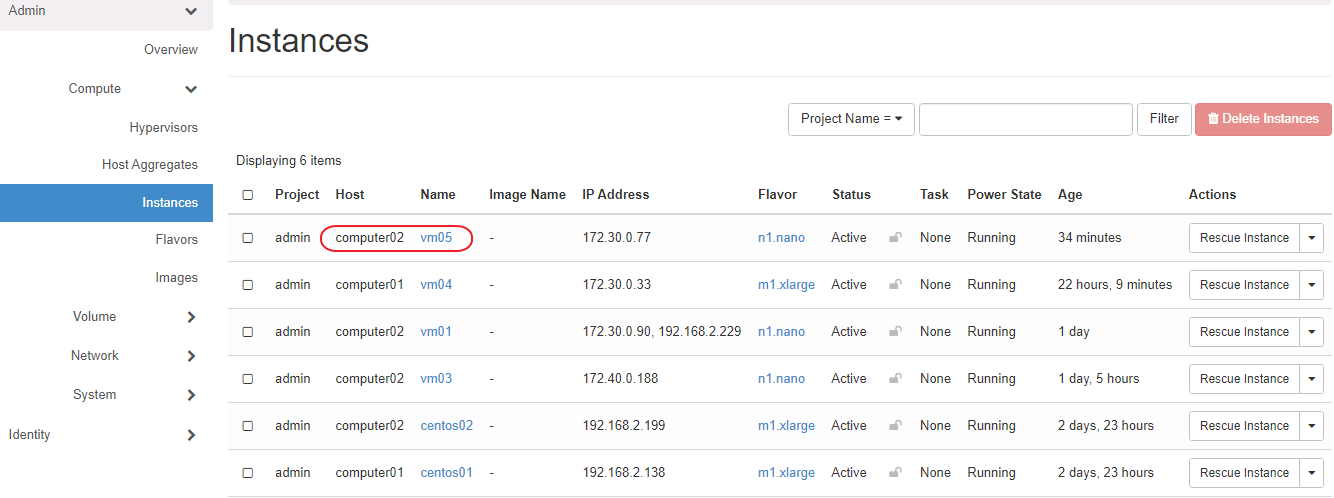 Admin
Overview
Compute
Hypervisors
Host Aggregates
Instances
Flavors
Images
Volume
Network
System
Identity
Instances
Project Name = Filter Delete Instances
Displaying 6 items
Project Host Name Image Name IP Address Flavor Status Task Power State Age Actions
admin computer02 vm05 - 172.30.0.77 n1.nano Active None Running 34 minutes Rescue Instance
admin computer01 vm04 - 172.30.0.33 m1.xlarge Active None Running 22 hours, 9 minutes Rescue Instance
admin computer02 vm01 - 172.30.0.90, 192.168.2.229 n1.nano Active None Running 1 day Rescue Instance
admin computer02 vm03 - 172.40.0.188 n1.nano Active None Running 1 day, 5 hours Rescue Instance
admin computer02 centos02 - 192.168.2.199 m1.xlarge Active None Running 2 days, 23 hours Rescue Instance
admin computer01 centos01 - 192.168.2.138 m1.xlarge Active None Running 2 days, 23 hours Rescue Instance